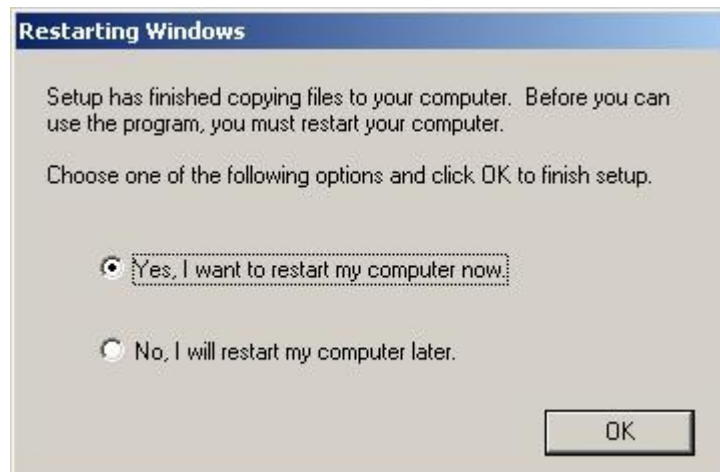 Restarting Windows
Setup has finished copying files to your computer.  Before you can
use the program, you must restart your computer.
Choose one of the following options and click OK to finish setup.
Yes, I want to restart my computer now.
No, I will restart my computer later.
OK